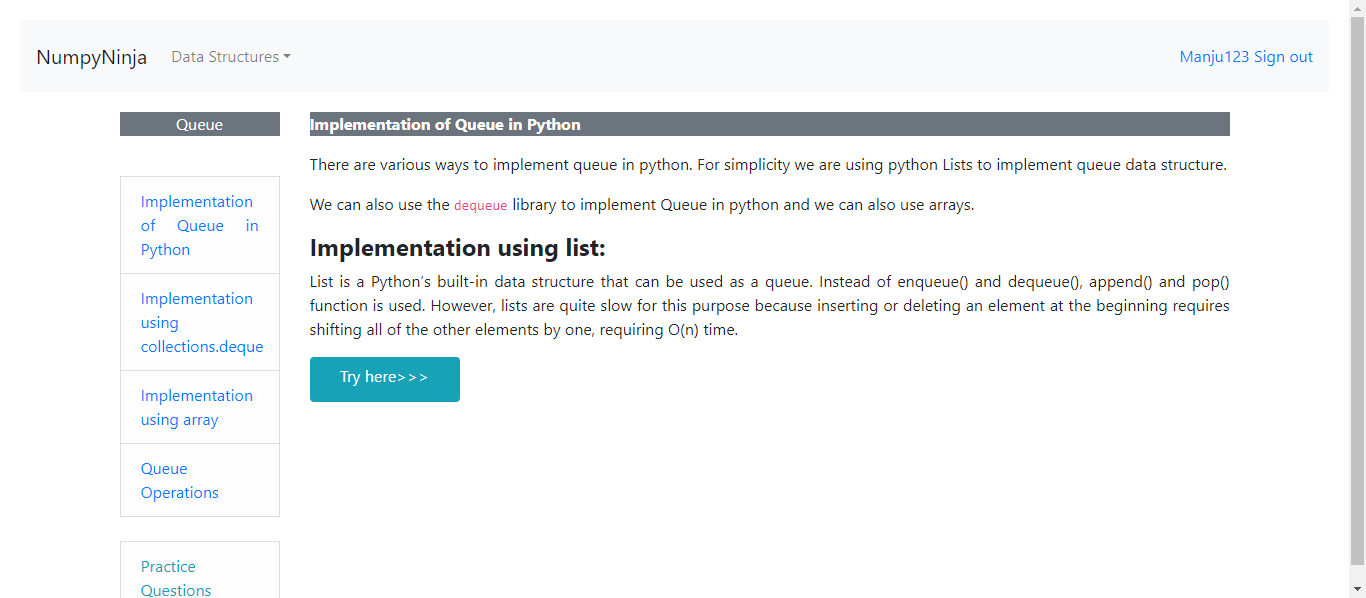 NumpyNinja Data Structures Manju123 Sign out
Queue
Implementation
of Queue in
Python
Implementation
using
collections.deque
Implementation
using array
Queue
Operations
Practice
Questions
Implementation of Queue in Python
There are various ways to implement queue in python. For simplicity we are using python Lists to implement queue data structure.
We can also use the dequeue library to implement Queue in python and we can also use arrays.
Implementation using list:
List is a Python’s built-in data structure that can be used as a queue. Instead of enqueue() and dequeue(), append() and pop()
function is used. However, lists are quite slow for this purpose because inserting or deleting an element at the beginning requires
shifting all of the other elements by one, requiring O(n) time.
Try here>>>